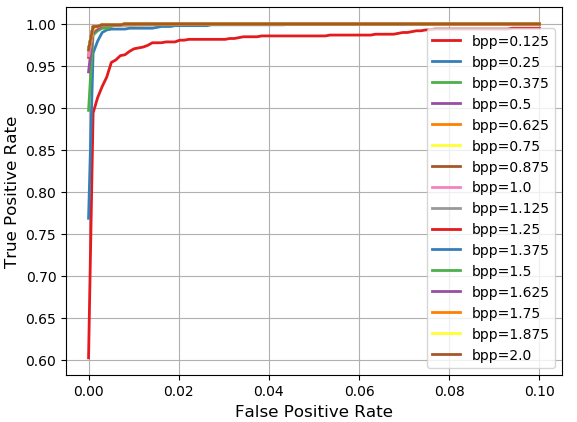 1.00
0.95
0.90
0.85
0.80
0.75
0.70
0.65
0.60
True Positive Rate
0.00 0.02 0.04 0.06 0.08 0.10
False Positive Rate
bpp=0.125
bpp=0.25
bpp=0.375
bpp=0.5
bpp=0.625
bpp=0.75
bpp=0.875
bpp=1.0
bpp=1.125
bpp=1.25
bpp=1.375
bpp=1.5
bpp=1.625
bpp=1.75
bpp=1.875
bpp=2.0